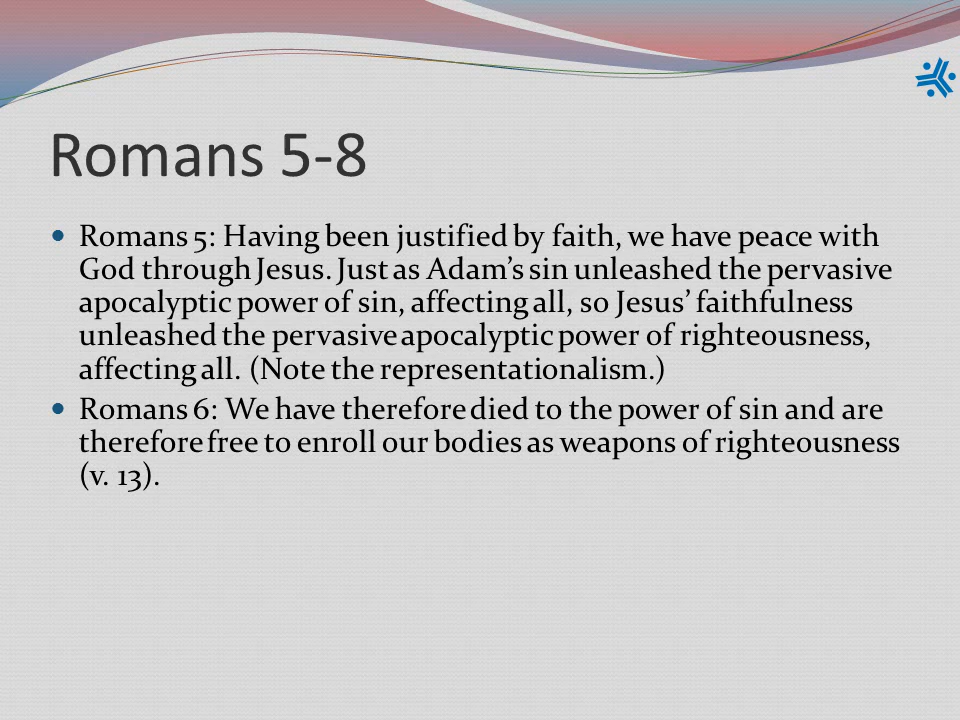 Romans 5-8
Romans 5: Having been justified by faith, we have peace with
God through Jesus. Just as Adam’s sin unleashed the pervasive
apocalyptic power of sin, affecting all, so Jesus’ faithfulness
unleashed the pervasive apocalyptic power of righteousness,
affecting all. (Note the representationalism.)
Romans 6: We have therefore died to the power of sin and are
therefore free to enroll our bodies as weapons of righteousness
(v. 13).